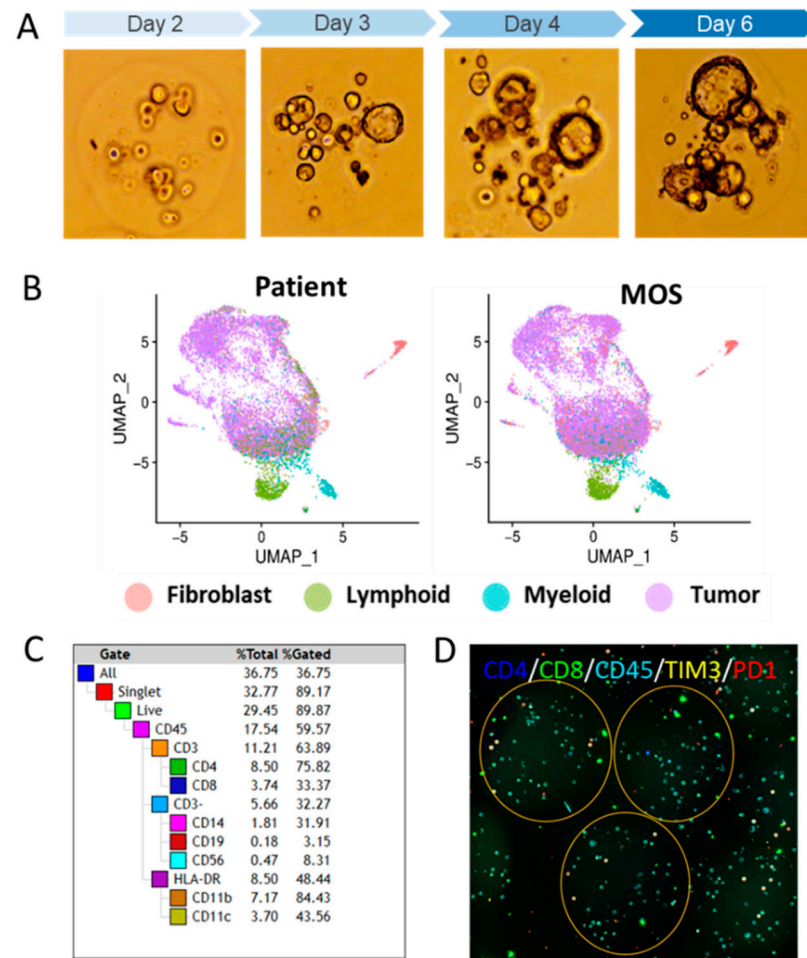 A
Day 2 Day 3 Day 4 Day 6
B
Patient MOS
UMAP_2 UMAP_2
5 5
0 0
−5 −5
−5 0 5 −5 0 5
UMAP_1 UMAP_1
Fibroblast Lymphoid Myeloid Tumor
C
Gate %Total %Gated
All 36.75 36.75
Singlet 32.77 89.17
Live 29.45 89.87
CD45 17.54 59.57
CD3 11.21 63.89
CD4 8.50 75.82
CD8 3.74 33.37
CD3- 5.66 32.27
CD14 1.81 31.91
CD19 0.18 3.15
CD56 0.47 8.31
HLA-DR 8.50 48.44
CD11b 7.17 84.43
CD11c 3.70 43.56
D
CD4/CD8/CD45/TIM3/PD1